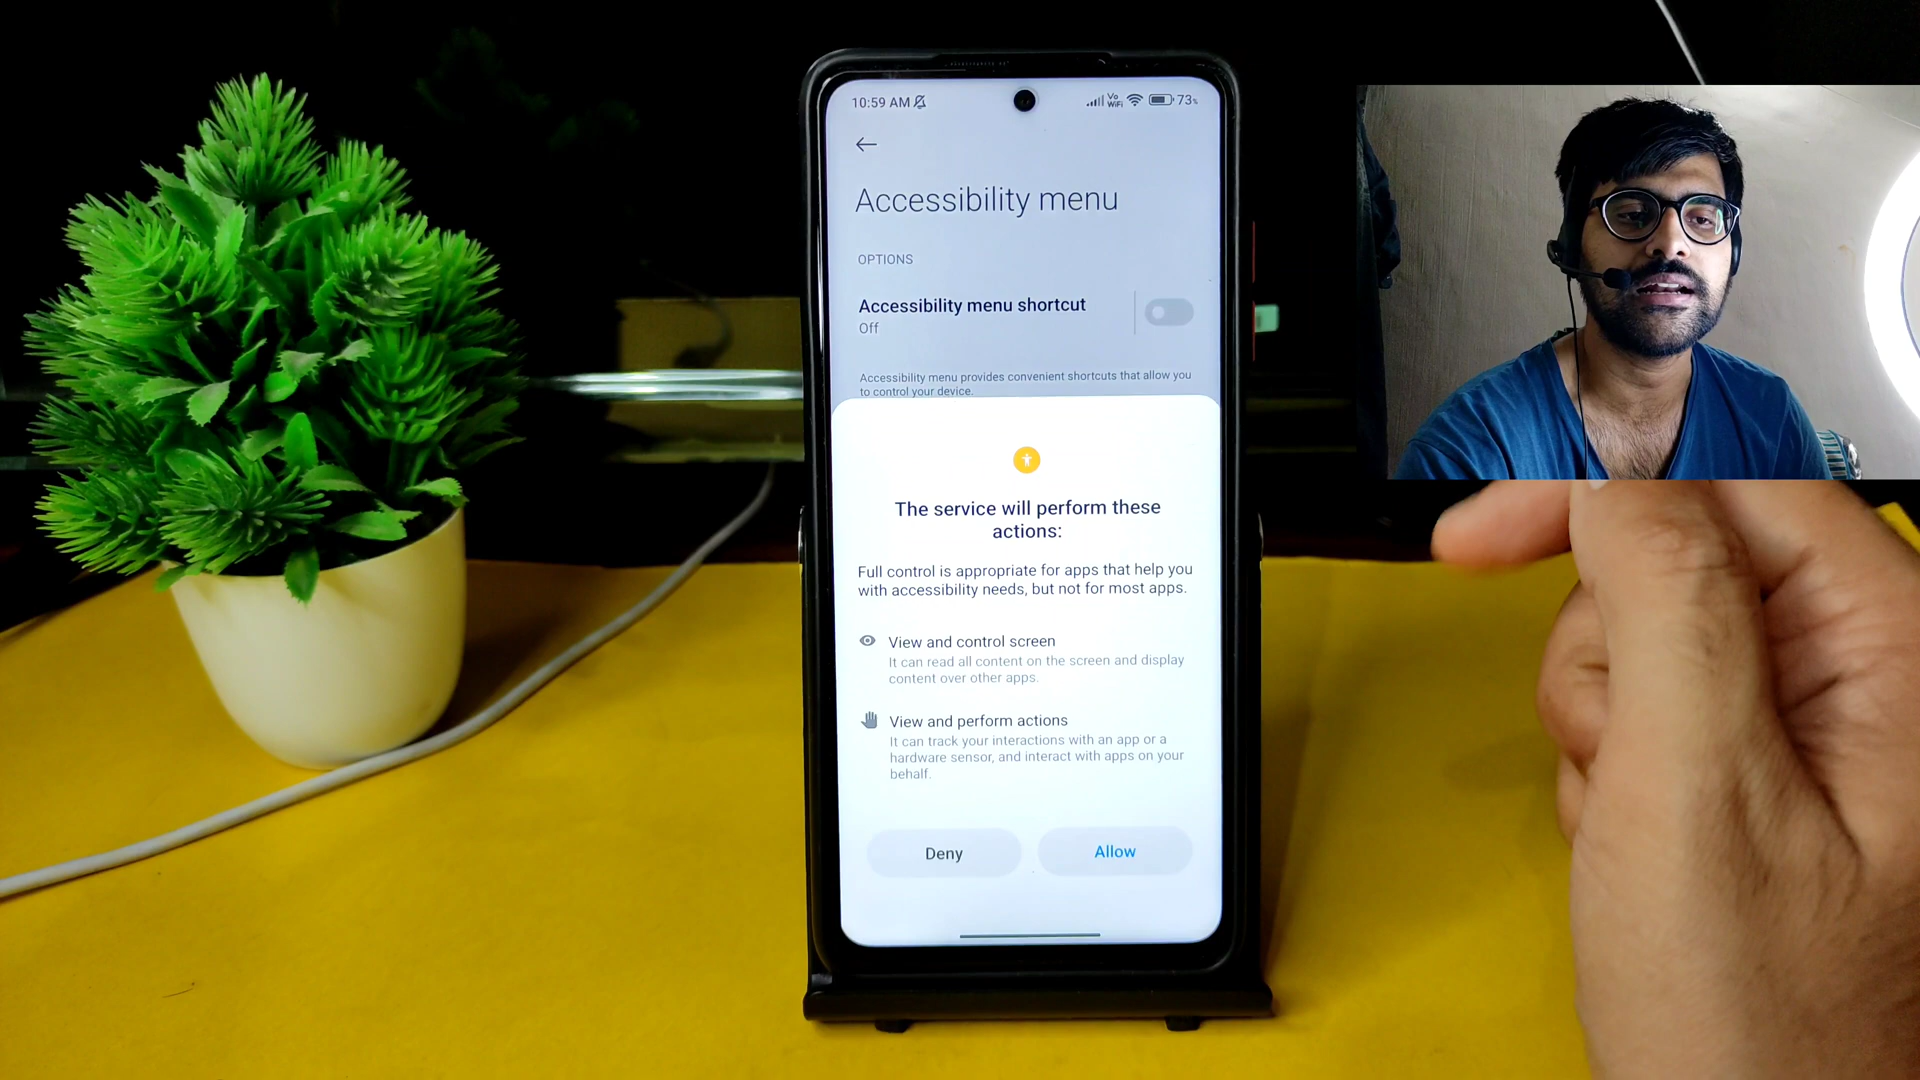 10:59 AM
Vo
WiFi
73%
Accessibility menu
OPTIONS
Accessibility menu shortcut
Off
Accessibility menu provides convenient shortcuts that allow you
to control your device.
The service will perform these
actions:
Full control is appropriate for apps that help you
with accessibility needs, but not for most apps.
View and control screen
It can read all content on the screen and display
content over other apps.
View and perform actions
It can track your interactions with an app or a
hardware sensor, and interact with apps on your
behalf.
Deny
Allow